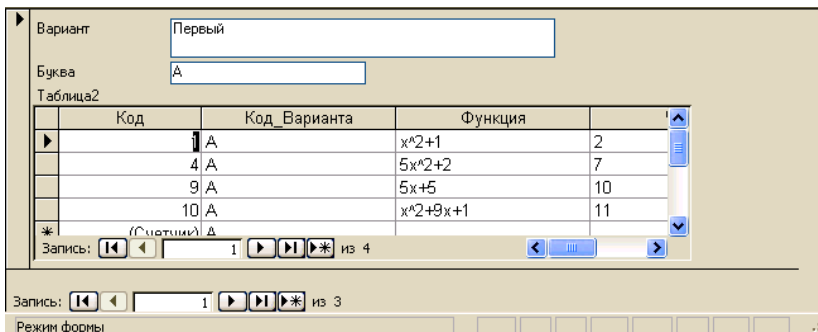 Вариант Первый
Буква А
Таблица2
Код Код_Варианта Функция
1 А x^2+1 2
4 А 5x^2+2 7
9 А 5x+5 10
10 А x^2+9x+1 11
(Счетчик) А
Запись: 1 из 4
Запись: 1 из 3
Режим формы